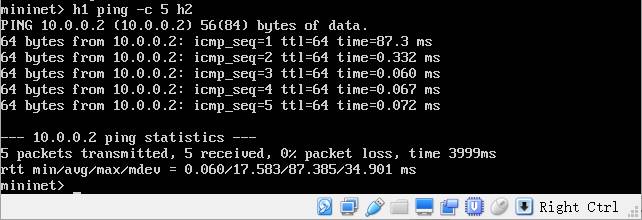 mininet> h1 ping -c 5 h2
PING 10.0.0.2 (10.0.0.2) 56(84) bytes of data.
64 bytes from 10.0.0.2: icmp_seq=1 ttl=64 time=87.3 ms
64 bytes from 10.0.0.2: icmp_seq=2 ttl=64 time=0.332 ms
64 bytes from 10.0.0.2: icmp_seq=3 ttl=64 time=0.060 ms
64 bytes from 10.0.0.2: icmp_seq=4 ttl=64 time=0.067 ms
64 bytes from 10.0.0.2: icmp_seq=5 ttl=64 time=0.072 ms
--- 10.0.0.2 ping statistics ---
5 packets transmitted, 5 received, 0% packet loss, time 3999ms
rtt min/avg/max/mdev = 0.060/17.583/87.385/34.901 ms
mininet> _
Right Ctrl